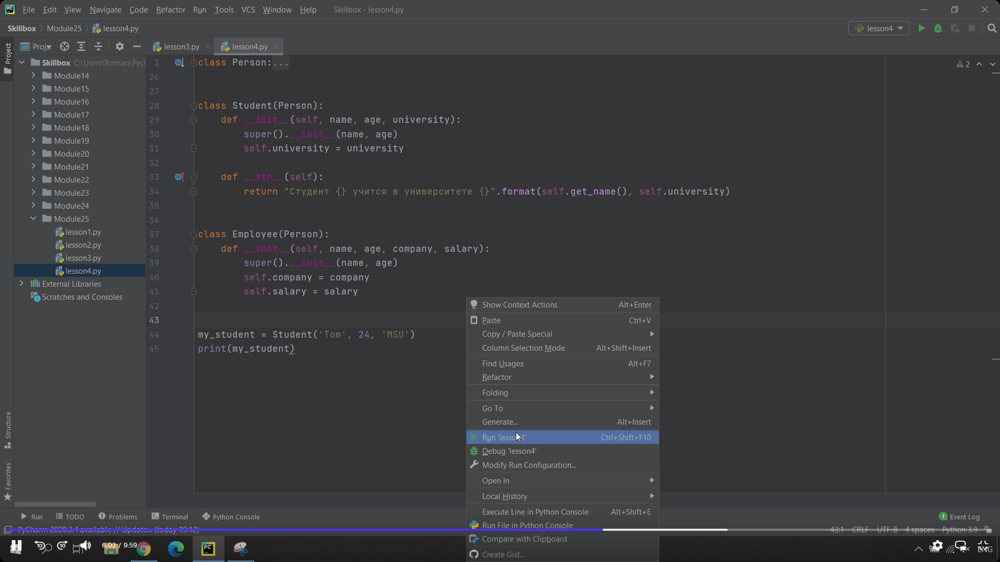 File Edit View Navigate Code Refactor Run Tools VCS Window Help Skillbox - lesson4.py
Skillbox Module25 lesson4.py lesson4
Project
Proj lesson3.py lesson4.py
Skillbox C:\Users\Roman\Pycl
Module14
Module15
Module16
Module17
Module18
Module19
Module20
Module21
Module22
Module23
Module24
Module25
lesson1.py
lesson2.py
lesson3.py
lesson4.py
External Libraries
Scratches and Consoles
Structure
Favorites
2
1 class Person:...
26
27
28 class Student(Person):
29 def __init__(self, name, age, university):
30 super().__init__(name, age)
31 self.university = university
32
33 def __str__(self):
34 return "Студент {} учится в университете {}".format(self.get_name(), self.university)
35
36
37 class Employee(Person):
38 def __init__(self, name, age, company, salary):
39 super().__init__(name, age)
40 self.company = company
41 self.salary = salary
42
43
44 my_student = Student('Tom', 24, 'MSU')
45 print(my_student)
Show Context Actions Alt+Enter
Paste Ctrl+V
Copy / Paste Special
Column Selection Mode Alt+Shift+Insert
Find Usages Alt+F7
Refactor
Folding
Go To
Generate... Alt+Insert
Run 'lesson4' Ctrl+Shift+F10
Debug 'lesson4'
Modify Run Configuration...
Open In
Local History
Execute Line in Python Console Alt+Shift+E
Run File in Python Console
Compare with Clipboard
Create Gist...
Run TODO Problems Terminal Python Console 1 Event Log
PyCharm 2020.3.4 available // Update... (today 19:12) 43:1 CRLF UTF-8 4 spaces Python 3.9
10 10 6:02 / 9:59 PC ENG